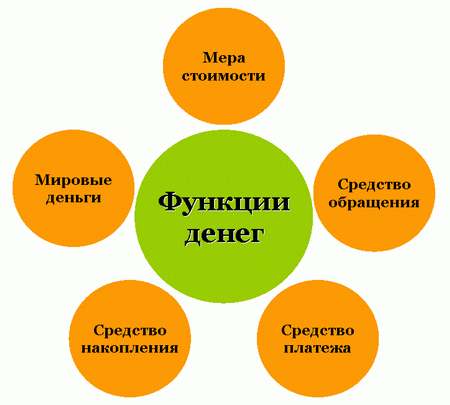 Мера
стоимости
Мировые
деньги
Функции
денег
Средство
обращения
Средство
накопления
Средство
платежа